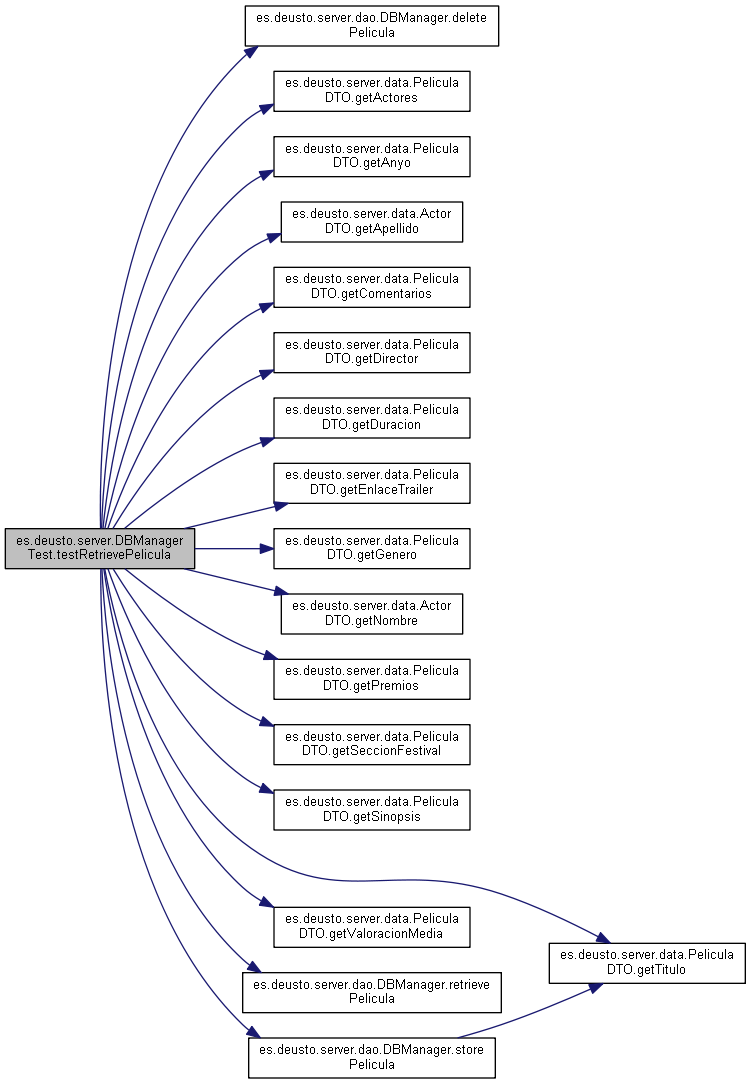 es.deusto.server.dao.DBManager.delete
Pelicula
es.deusto.server.data.Pelicula
DTO.getActores
es.deusto.server.data.Pelicula
DTO.getAnyo
es.deusto.server.data.Actor
DTO.getApellido
es.deusto.server.data.Pelicula
DTO.getComentarios
es.deusto.server.data.Pelicula
DTO.getDirector
es.deusto.server.data.Pelicula
DTO.getDuracion
es.deusto.server.data.Pelicula
DTO.getEnlaceTrailer
es.deusto.server.DBManager
Test.testRetrievePelicula
es.deusto.server.data.Pelicula
DTO.getGenero
es.deusto.server.data.Actor
DTO.getNombre
es.deusto.server.data.Pelicula
DTO.getPremios
es.deusto.server.data.Pelicula
DTO.getSeccionFestival
es.deusto.server.data.Pelicula
DTO.getSinopsis
es.deusto.server.data.Pelicula
DTO.getValoracionMedia
es.deusto.server.data.Pelicula
DTO.getTitulo
es.deusto.server.dao.DBManager.retrieve
Pelicula
es.deusto.server.dao.DBManager.store
Pelicula